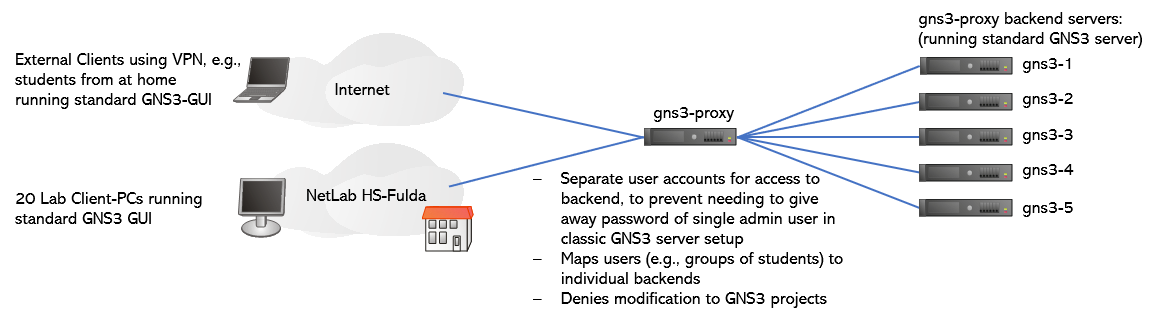 External Clients using VPN, e.g.,
students from at home
running standard GNS3-GUI
Internet
20 Lab Client-PCs running
standard GNS3 GUI
NetLab HS-Fulda
gns3-proxy
– Separate user accounts for access to
backend, to prevent needing to give
away password of single admin user in
classic GNS3 server setup
– Maps users (e.g., groups of students) to
individual backends
– Denies modification to GNS3 projects
gns3-proxy backend servers:
(running standard GNS3 server)
gns3-1
gns3-2
gns3-3
gns3-4
gns3-5